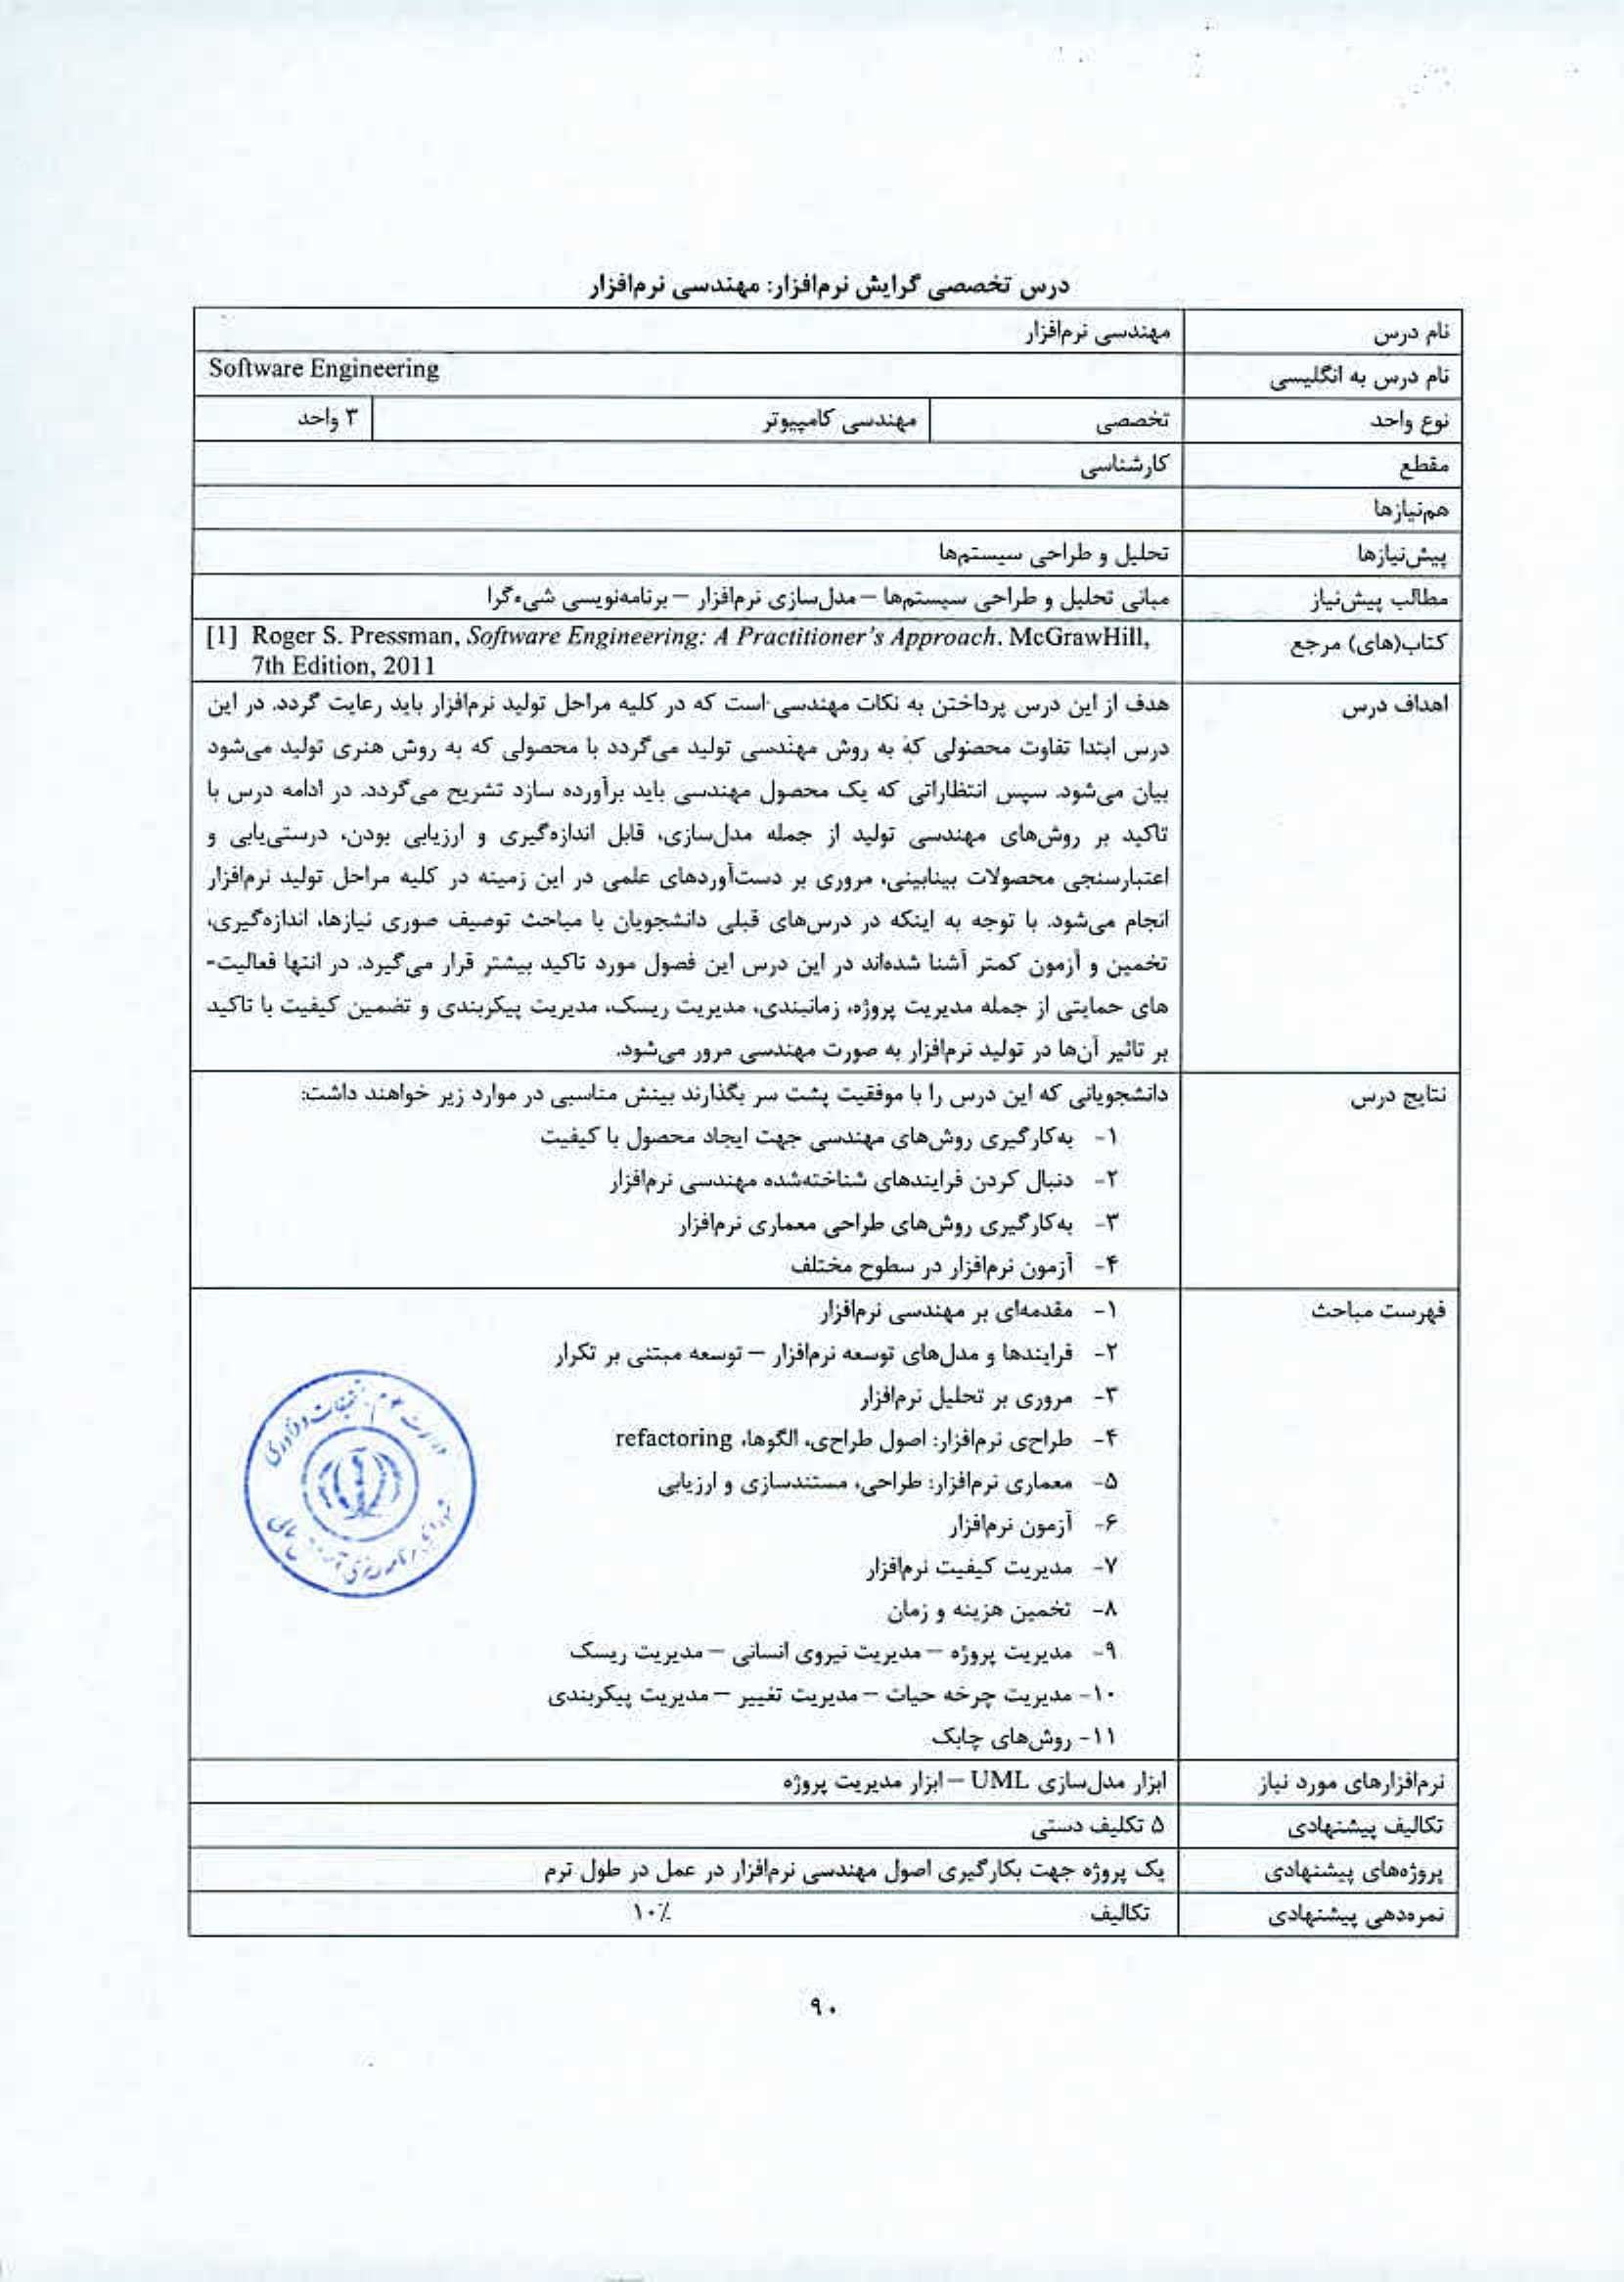 درس تخصصی گرایش نرم‌افزار: مهندسی نرم‌افزار
نام درس مهندسی نرم‌افزار
نام درس به انگلیسی Software Engineering
نوع واحد تخصصی مهندسی کامپیوتر ۳ واحد
مقطع کارشناسی
هم‌نیازها
پیش‌نیازها تحلیل و طراحی سیستم‌ها
مطالب پیش‌نیاز مبانی تحلیل و طراحی سیستم‌ها – مدل‌سازی نرم‌افزار – برنامه‌نویسی شیءگرا
کتاب(های) مرجع [1] Roger S. Pressman, Software Engineering: A Practitioner's Approach. McGrawHill,
7th Edition, 2011
اهداف درس هدف از این درس پرداختن به نکات مهندسی است که در کلیه مراحل تولید نرم‌افزار باید رعایت گردد. در این
درس ابتدا تفاوت محصولی که به روش مهندسی تولید می‌گردد با محصولی که به روش هنری تولید می‌شود
بیان می‌شود. سپس انتظاراتی که یک محصول مهندسی باید برآورده سازد تشریح می‌گردد. در ادامه درس با
تاکید بر روش‌های مهندسی تولید از جمله مدل‌سازی، قابل اندازه‌گیری و ارزیابی بودن، درستی‌یابی و
اعتبارسنجی محصولات بینابینی، مروری بر دست‌آوردهای علمی در این زمینه در کلیه مراحل تولید نرم‌افزار
انجام می‌شود. با توجه به اینکه در درس‌های قبلی دانشجویان با مباحث توصیف صوری نیازها، اندازه‌گیری،
تخمین و آزمون کمتر آشنا شده‌اند در این درس این فصول مورد تاکید بیشتر قرار می‌گیرد. در انتها فعالیت-
های حمایتی از جمله مدیریت پروژه، زمانبندی، مدیریت ریسک، مدیریت پیکربندی و تضمین کیفیت با تاکید
بر تاثیر آن‌ها در تولید نرم‌افزار به صورت مهندسی مرور می‌شود.
نتایج درس دانشجویانی که این درس را با موفقیت پشت سر بگذارند بینش مناسبی در موارد زیر خواهند داشت:
۱- به‌کارگیری روش‌های مهندسی جهت ایجاد محصول با کیفیت
۲- دنبال کردن فرایندهای شناخته‌شده مهندسی نرم‌افزار
۳- به‌کارگیری روش‌های طراحی معماری نرم‌افزار
۴- آزمون نرم‌افزار در سطوح مختلف
فهرست مباحث ۱- مقدمه‌ای بر مهندسی نرم‌افزار
۲- فرایندها و مدل‌های توسعه نرم‌افزار – توسعه مبتنی بر تکرار
۳- مروری بر تحلیل نرم‌افزار
۴- طراحی نرم‌افزار: اصول طراحی، الگوها، refactoring
۵- معماری نرم‌افزار: طراحی، مستندسازی و ارزیابی
۶- آزمون نرم‌افزار
۷- مدیریت کیفیت نرم‌افزار
۸- تخمین هزینه و زمان
۹- مدیریت پروژه – مدیریت نیروی انسانی – مدیریت ریسک
۱۰- مدیریت چرخه حیات – مدیریت تغییر – مدیریت پیکربندی
۱۱- روش‌های چابک
نرم‌افزارهای مورد نیاز ابزار مدل‌سازی UML – ابزار مدیریت پروژه
تکالیف پیشنهادی ۵ تکلیف دستی
پروژه‌های پیشنهادی یک پروژه جهت بکارگیری اصول مهندسی نرم‌افزار در عمل در طول ترم
نمره‌دهی پیشنهادی تکالیف ۱۰٪
۹۰